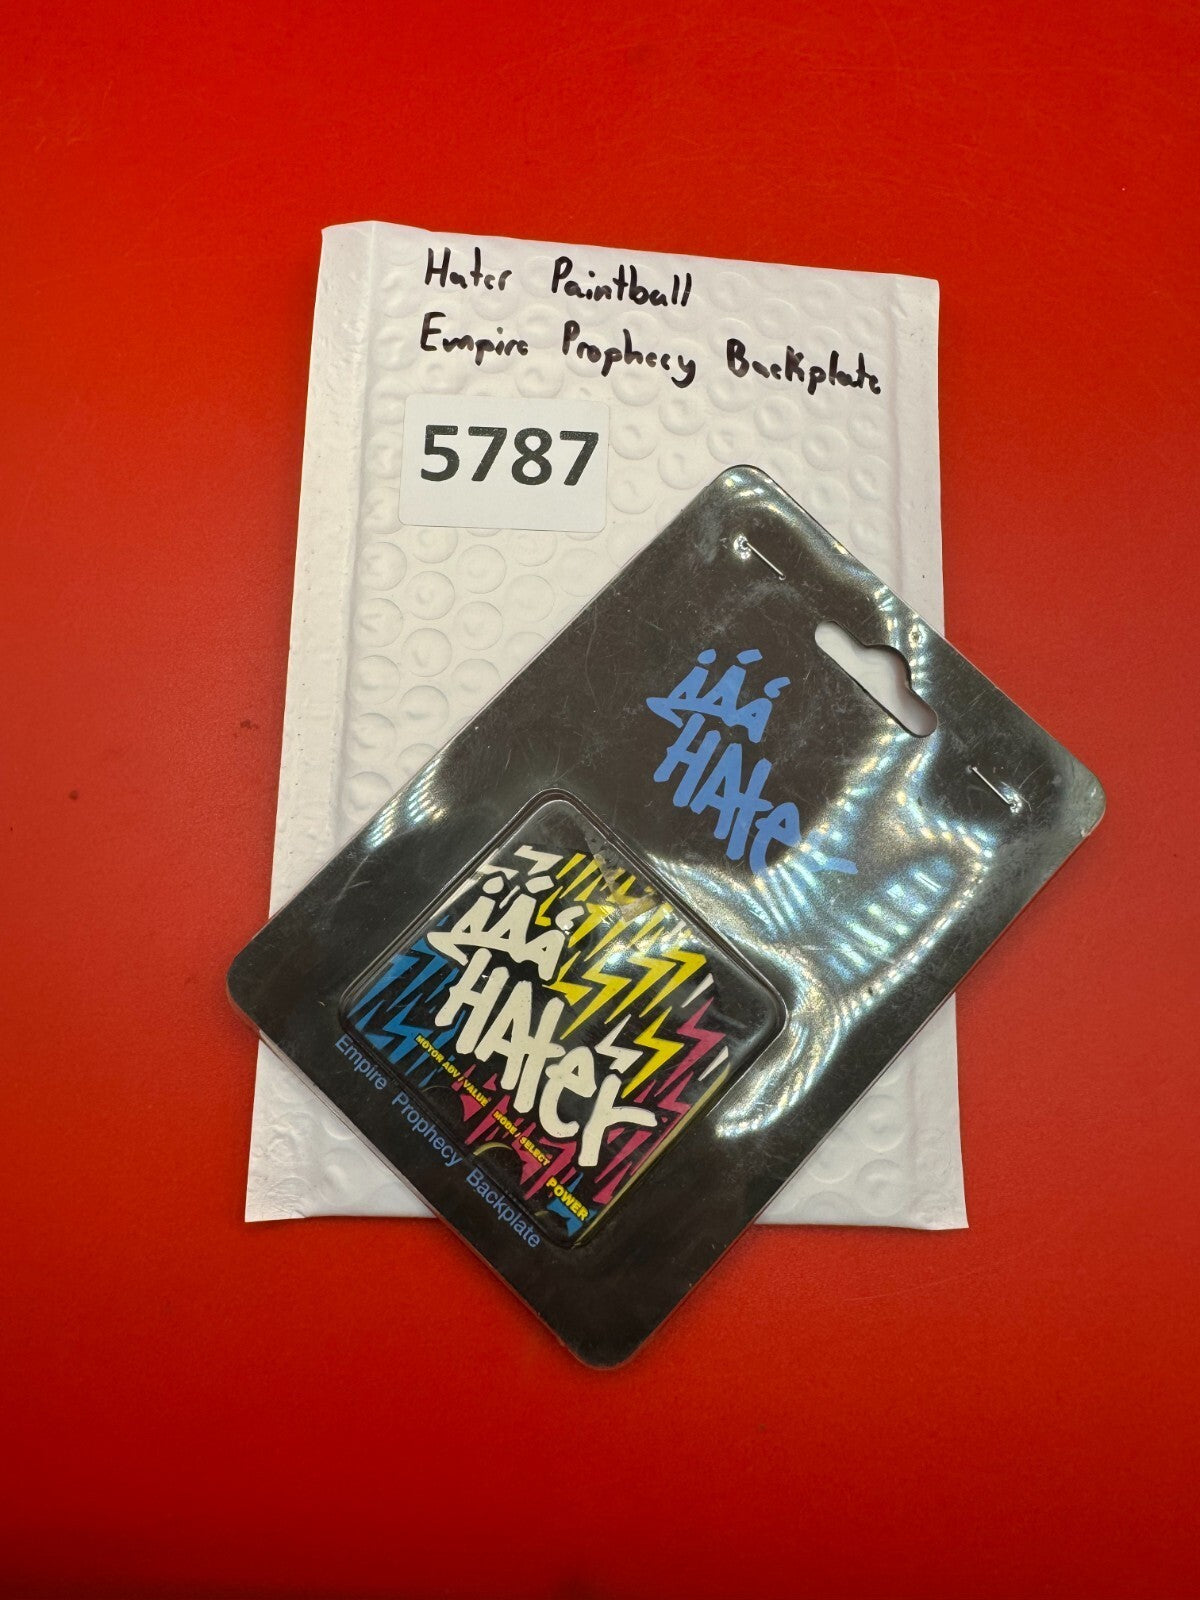 Hater Paintball
Empire Prophecy Backplate
5787
HAter
HAter
MOTOR ADV / VALUE
MODE / SELECT
POWER
Empire Prophecy Backplate